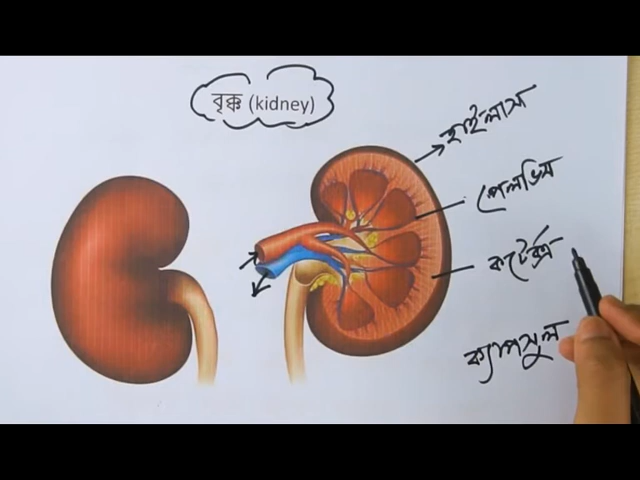 বৃক্ক (kidney)
হাইলাস
পেলভিস
কর্টেক্স
ক্যাপসুল